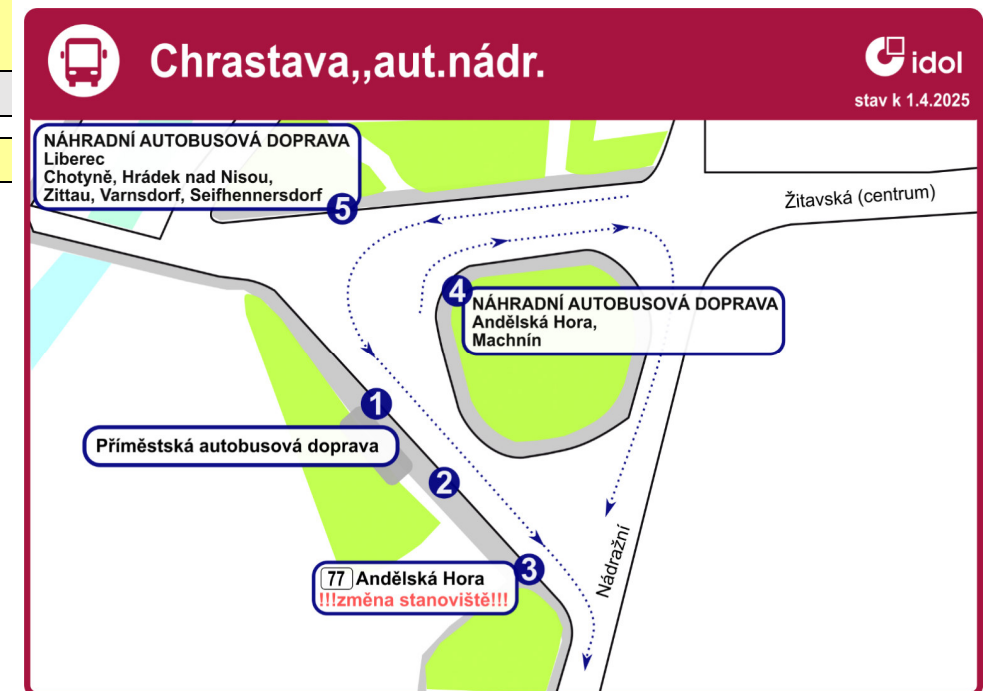 Chrastava,,aut.nádr.
idol
stav k 1.4.2025
NÁHRADNÍ AUTOBUSOVÁ DOPRAVA
Liberec
Chotyně, Hrádek nad Nisou,
Zittau, Varnsdorf, Seifhennersdorf
5
Žitavská (centrum)
4
NÁHRADNÍ AUTOBUSOVÁ DOPRAVA
Andělská Hora,
Machnín
1
Příměstská autobusová doprava
2
Nádražní
3
77 Andělská Hora
!!!změna stanoviště!!!